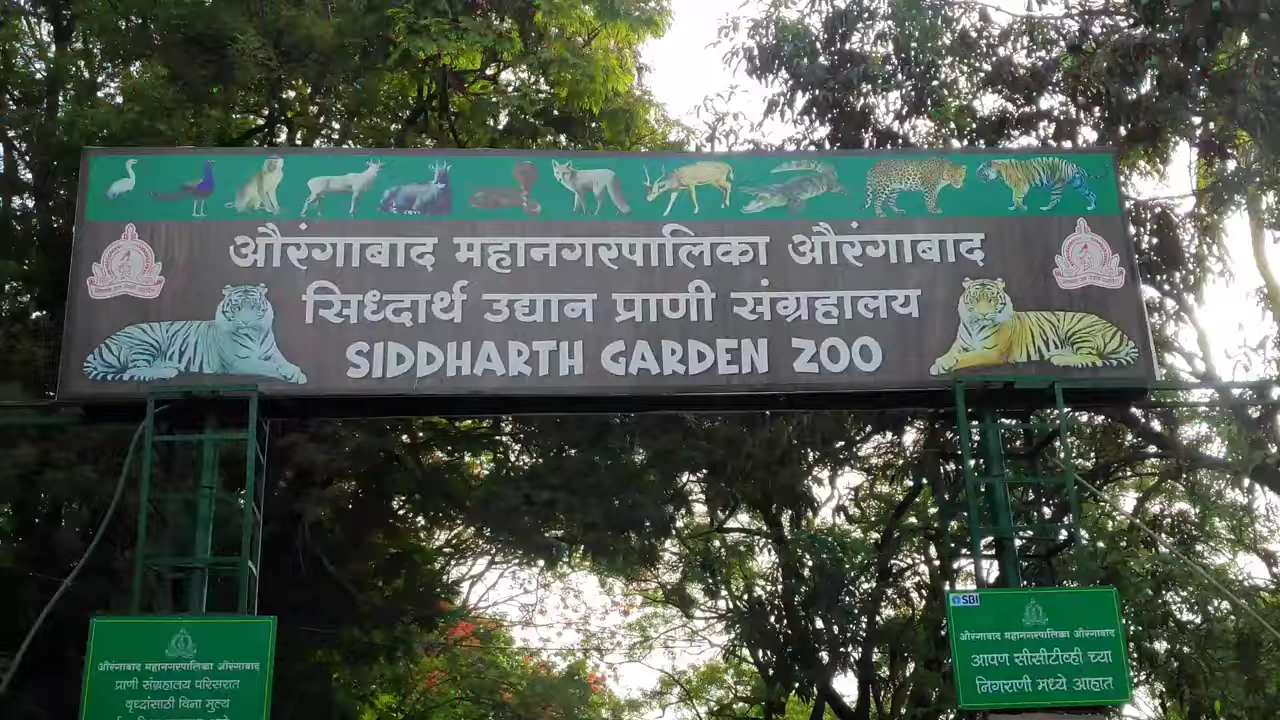 औरंगाबाद महानगरपालिका औरंगाबाद
सिध्दार्थ उद्यान प्राणी संग्रहालय
SIDDHARTH GARDEN ZOO
औरंगाबाद महानगरपालिका औरंगाबाद
प्राणी संग्रहालय परिसरात
वृध्दांसाठी विना मुल्य
SBI
औरंगाबाद महानगरपालिका औरंगाबाद
आपण सीसीटीव्ही च्या
निगराणी मध्ये आहात